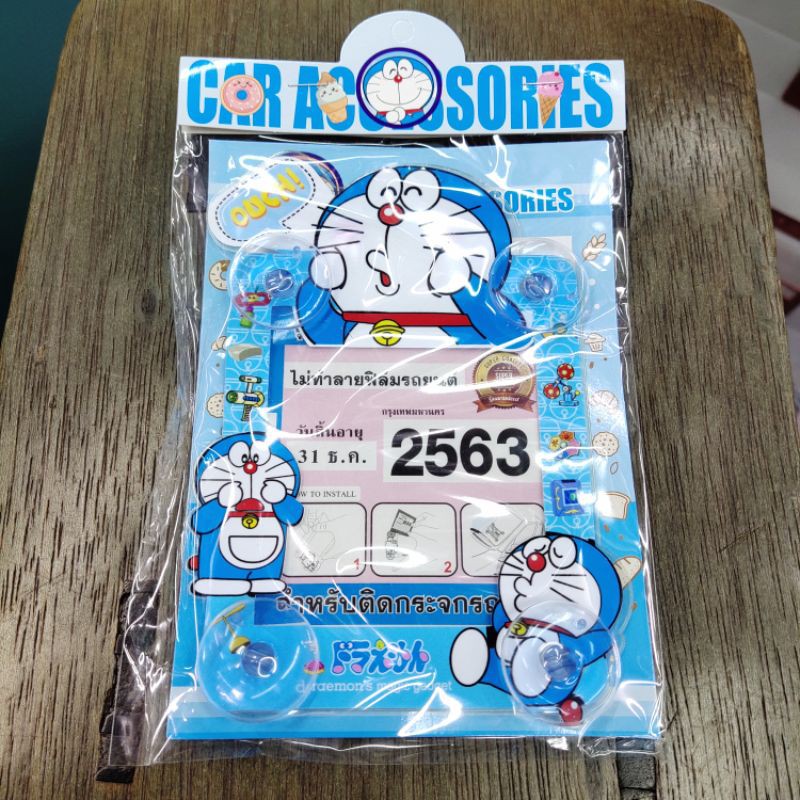 CAR ACCESSORIES
OUCH!
SORIES
ไม่ทำลายฟิล์มรถยนต์
SUPER QUALITY
กรุงเทพมหานคร
วันสิ้นอายุ
31 ธ.ค.
2563
HOW TO INSTALL
1
2
สำหรับติดกระจกรถ
ドラえもん
doraemon's magic gadget